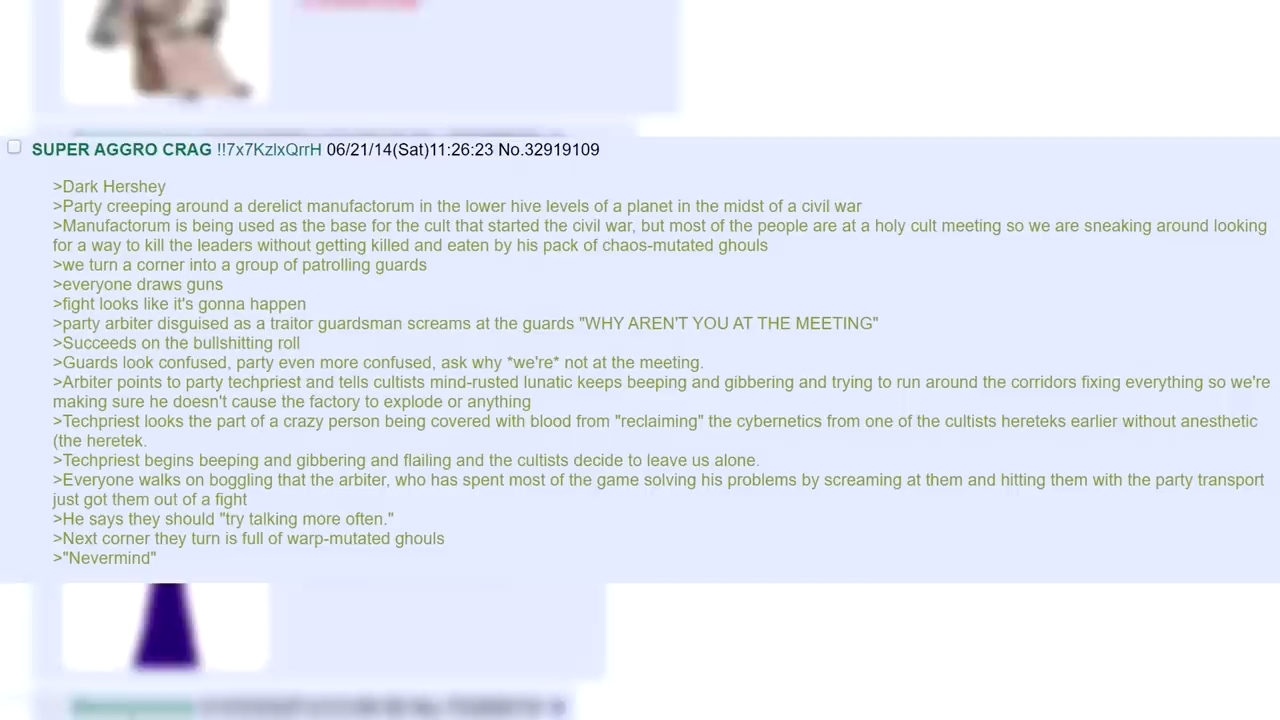 SUPER AGGRO CRAG !!7x7KzlxQrrH 06/21/14(Sat)11:26:23 No.32919109
>Dark Hershey
>Party creeping around a derelict manufactorum in the lower hive levels of a planet in the midst of a civil war
>Manufactorum is being used as the base for the cult that started the civil war, but most of the people are at a holy cult meeting so we are sneaking around looking
for a way to kill the leaders without getting killed and eaten by his pack of chaos-mutated ghouls
>we turn a corner into a group of patrolling guards
>everyone draws guns
>fight looks like it's gonna happen
>party arbiter disguised as a traitor guardsman screams at the guards "WHY AREN'T YOU AT THE MEETING"
>Succeeds on the bullshitting roll
>Guards look confused, party even more confused, ask why *we're* not at the meeting.
>Arbiter points to party techpriest and tells cultists mind-rusted lunatic keeps beeping and gibbering and trying to run around the corridors fixing everything so we're
making sure he doesn't cause the factory to explode or anything
>Techpriest looks the part of a crazy person being covered with blood from "reclaiming" the cybernetics from one of the cultists hereteks earlier without anesthetic
(the heretek.
>Techpriest begins beeping and gibbering and flailing and the cultists decide to leave us alone.
>Everyone walks on boggling that the arbiter, who has spent most of the game solving his problems by screaming at them and hitting them with the party transport
just got them out of a fight
>He says they should "try talking more often."
>Next corner they turn is full of warp-mutated ghouls
>"Nevermind"